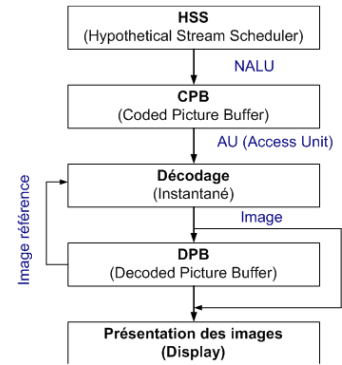 HSS
(Hypothetical Stream Scheduler)
NALU
CPB
(Coded Picture Buffer)
AU (Access Unit)
Décodage
(Instantané)
Image référence
Image
DPB
(Decoded Picture Buffer)
Présentation des images
(Display)